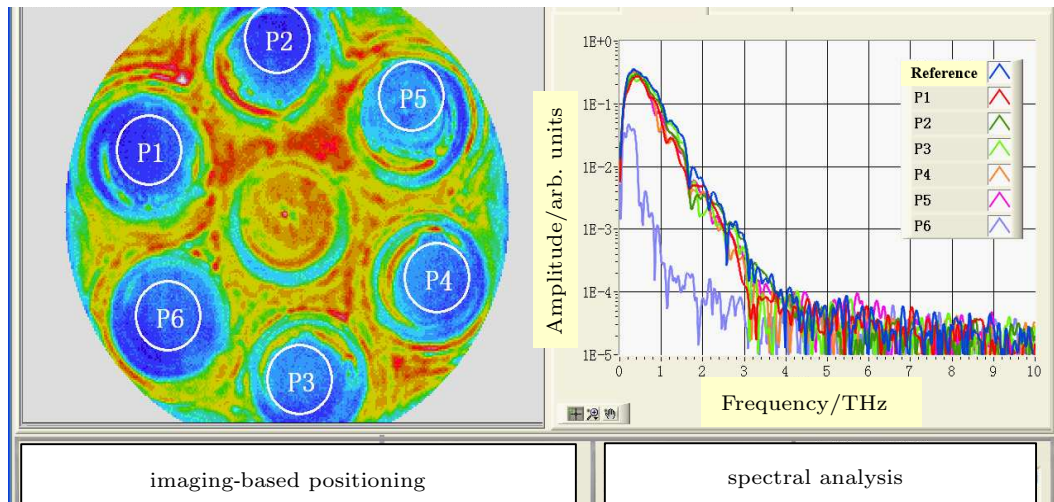 P2
P5
P1
P4
P6
P3
Amplitude/arb. units
1E+0
1E-1
1E-2
1E-3
1E-4
1E-5
0 1 2 3 4 5 6 7 8 9 10
Frequency/THz
Reference
P1
P2
P3
P4
P5
P6
imaging-based positioning
spectral analysis